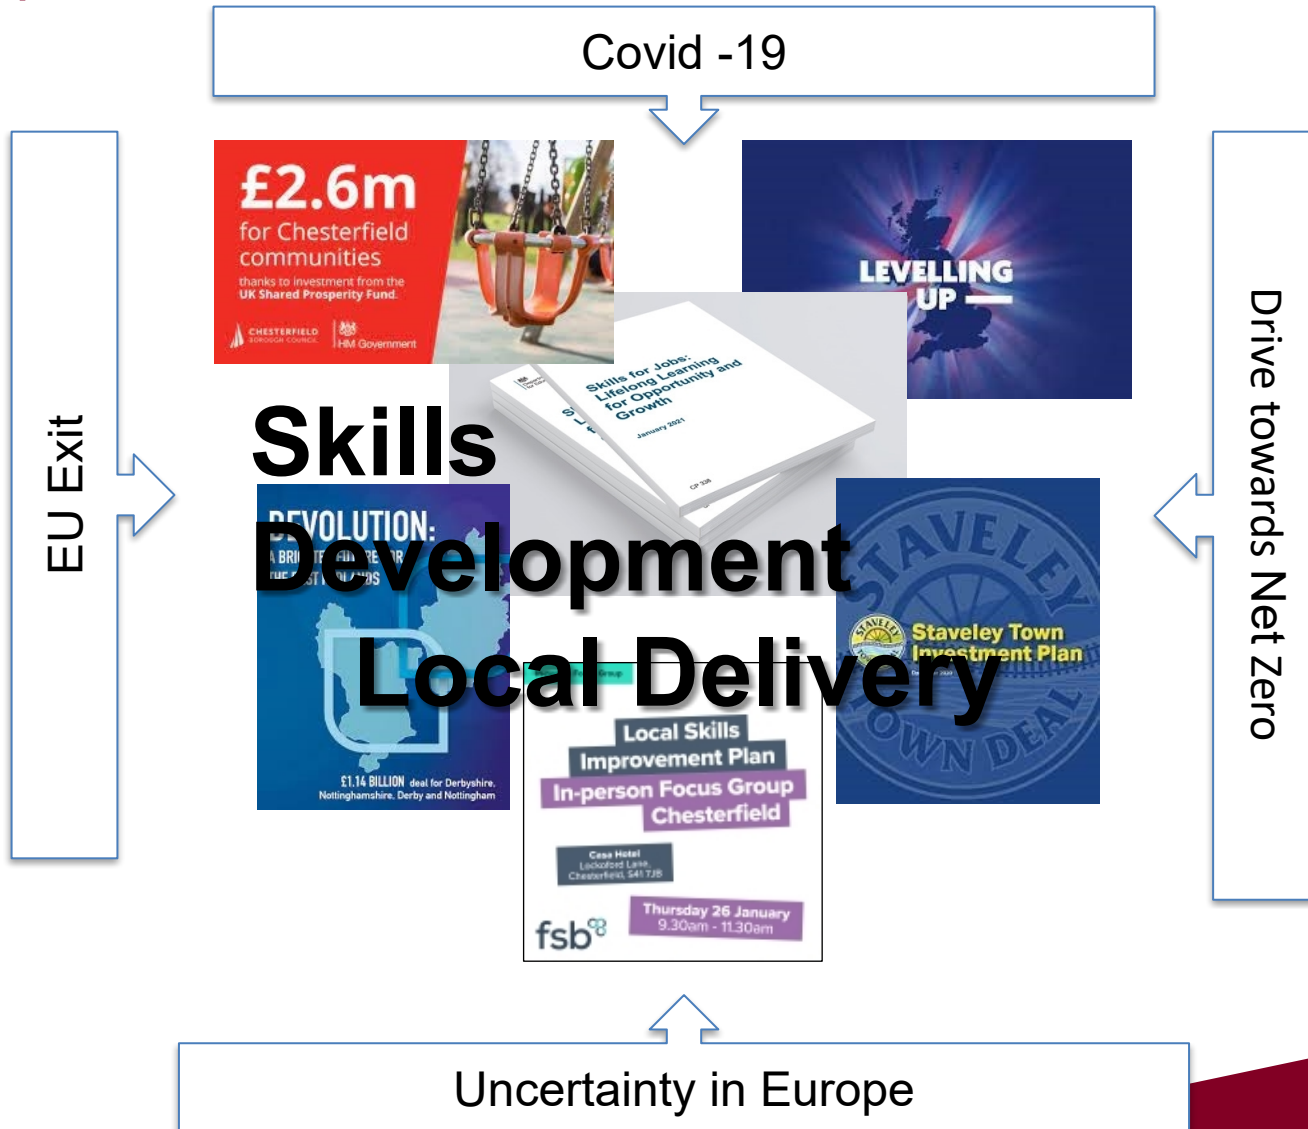 Covid -19
£2.6m
for Chesterfield
communities
thanks to investment from the
UK Shared Prosperity Fund.
CHESTERFIELD
BOROUGH COUNCIL
HM Government
LEVELLING
UP
EU Exit
Drive towards Net Zero
Skills for Jobs:
Lifelong Learning
for Opportunity and
Growth
January 2021
CP 338
Skills
Development
Local Delivery
DEVOLUTION:
£1.14 BILLION deal for Derbyshire,
Nottinghamshire, Derby and Nottingham
STAVELEY
TOWN DEAL
STAVELEY
Staveley Town
Investment Plan
Group
Local Skills
Improvement Plan
In-person Focus Group
Chesterfield
Casa Hotel
Lockoford Lane,
Chesterfield, S41 7JB
Thursday 26 January
9.30am - 11.30am
fsb
Uncertainty in Europe